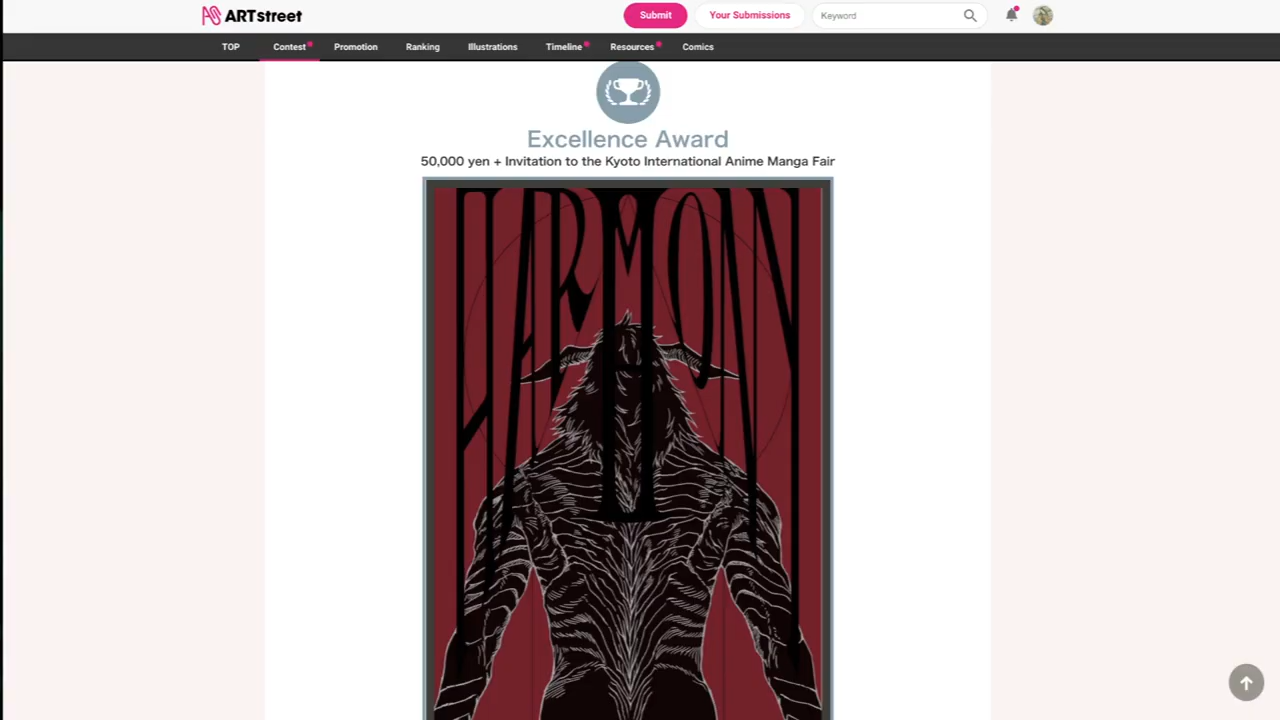 ARTstreet
Submit
Your Submissions
Keyword
TOP
Contest
Promotion
Ranking
Illustrations
Timeline
Resources
Comics
Excellence Award
50,000 yen + Invitation to the Kyoto International Anime Manga Fair
HARMONN